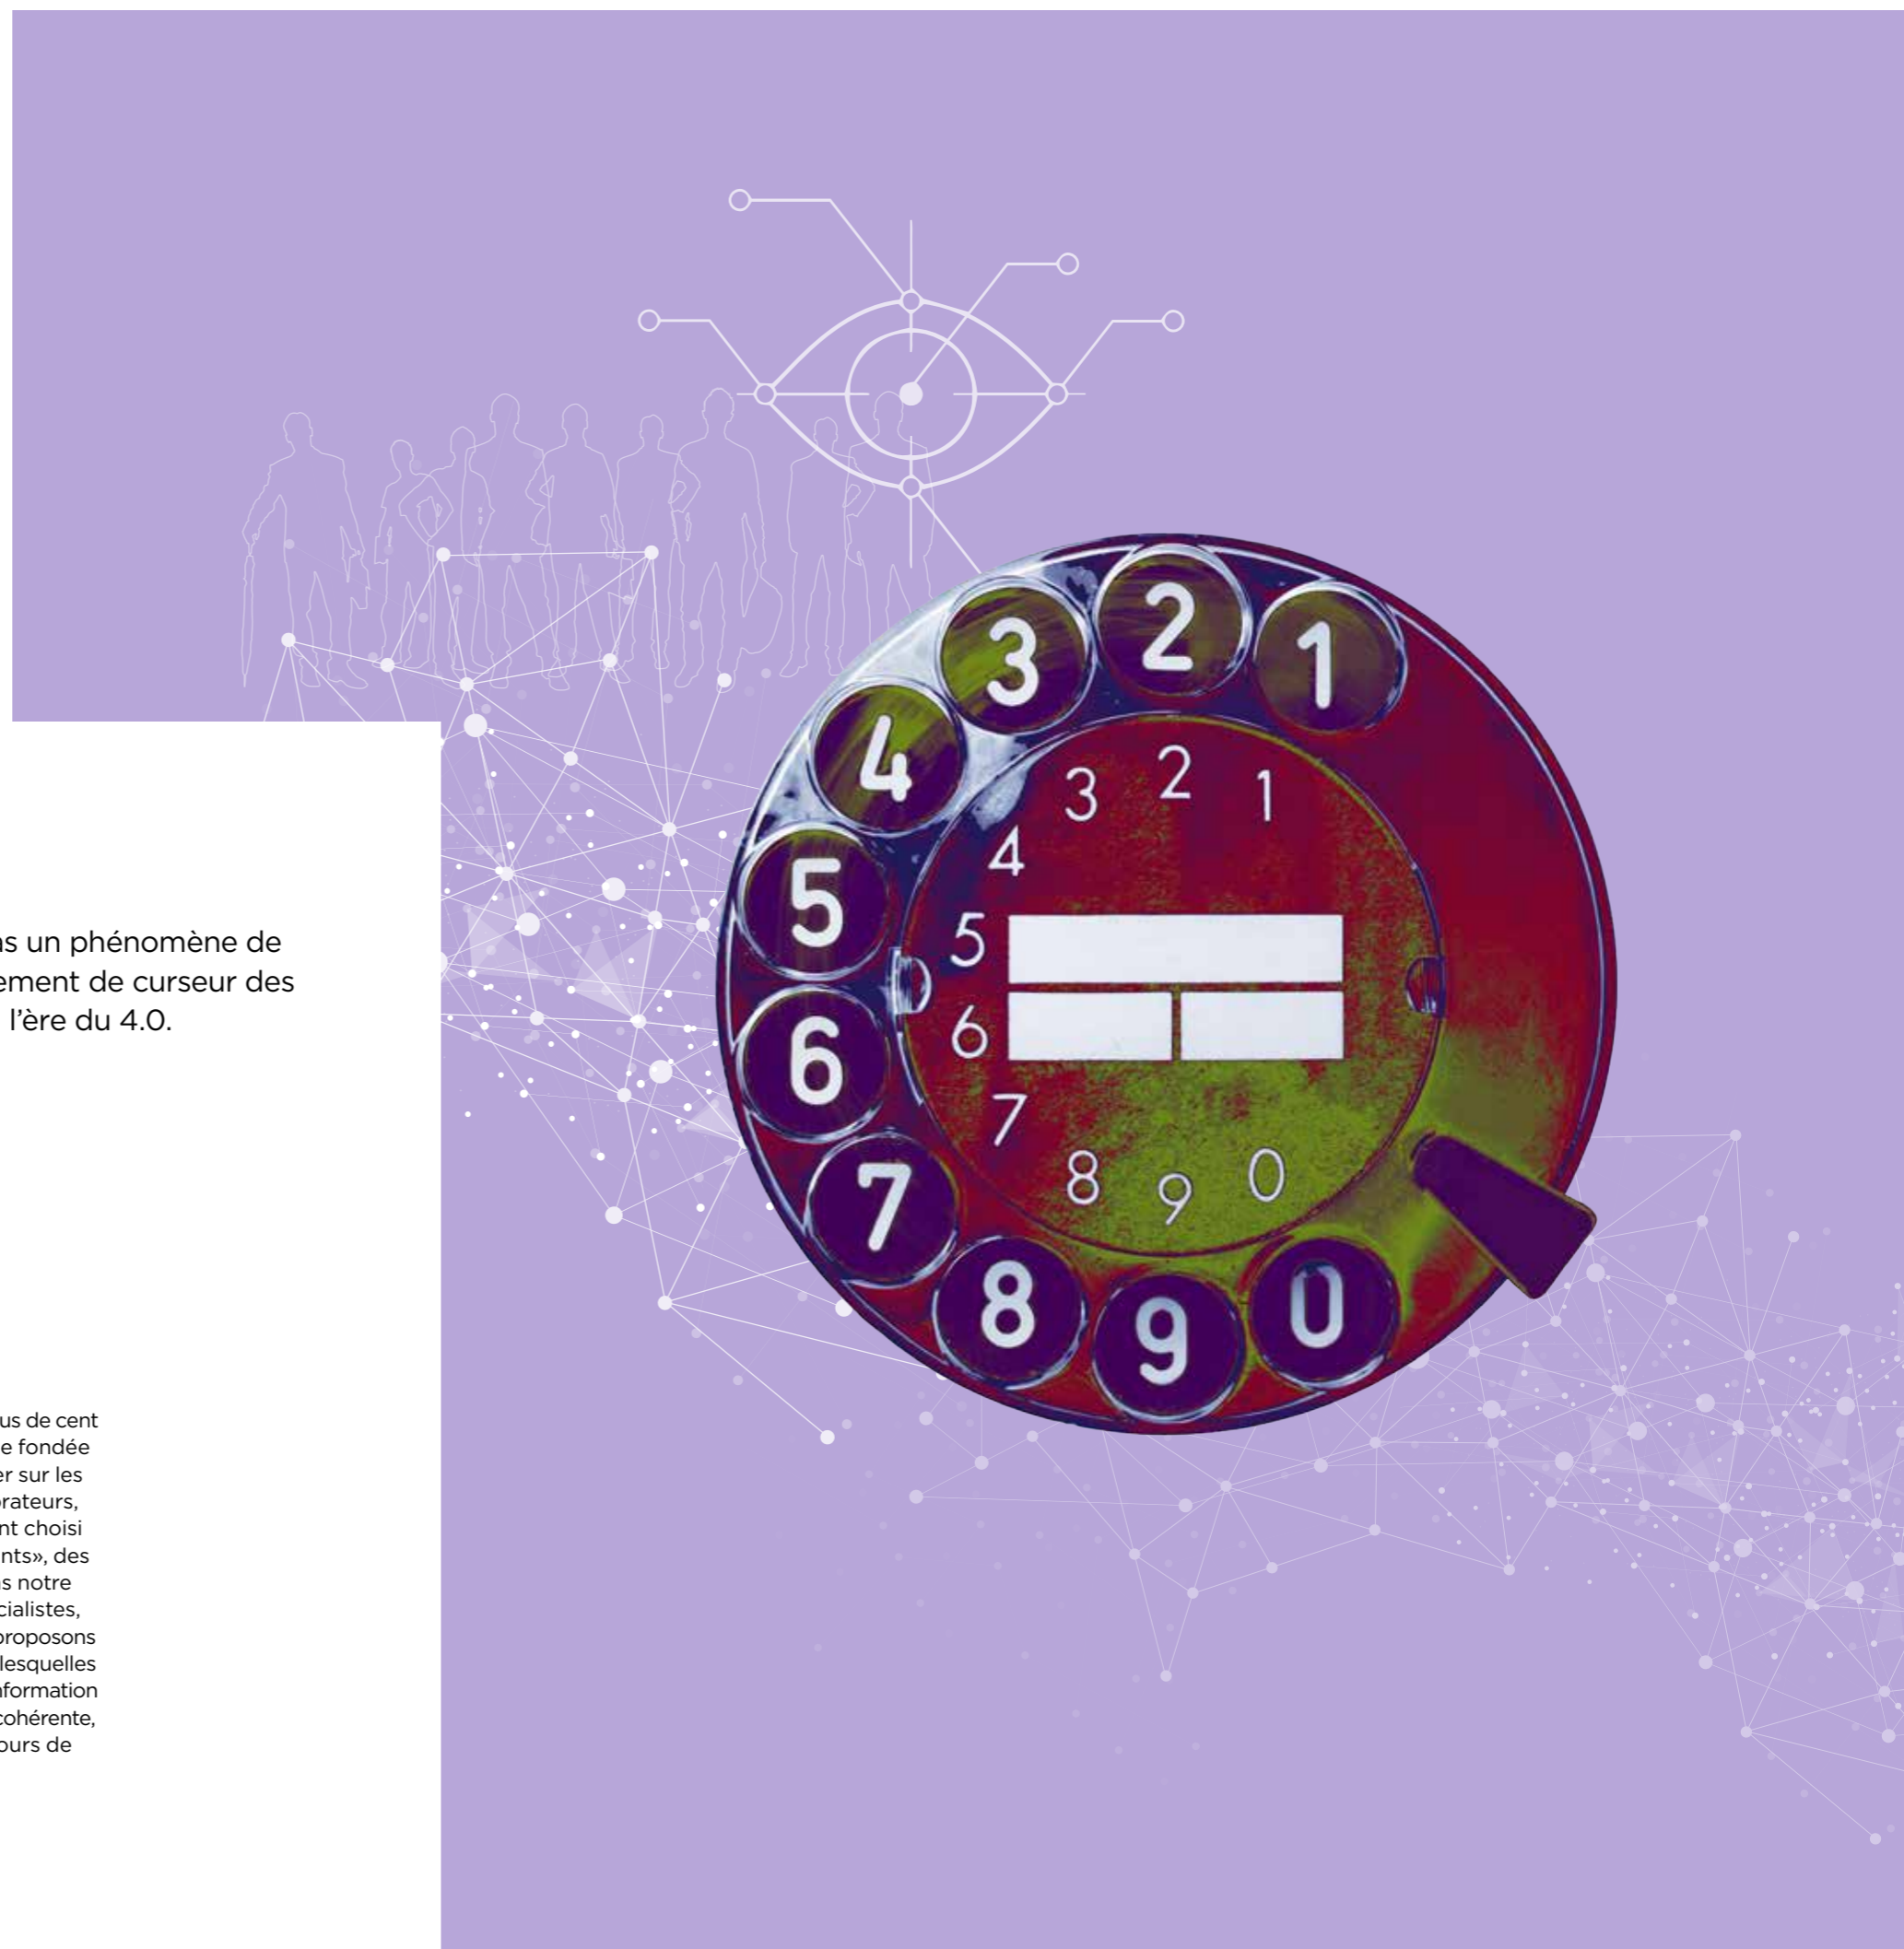 as un phénomène de
ement de curseur des
l’ère du 4.0.
us de cent
e fondée
er sur les
rateurs,
nt choisi
nts», des
s notre
cialistes,
proposons
lesquelles
nformation
cohérente,
ours de
3 2 1
4
5
6
7
8 9 0
3 2 1
4
5
6
7
8 9 0